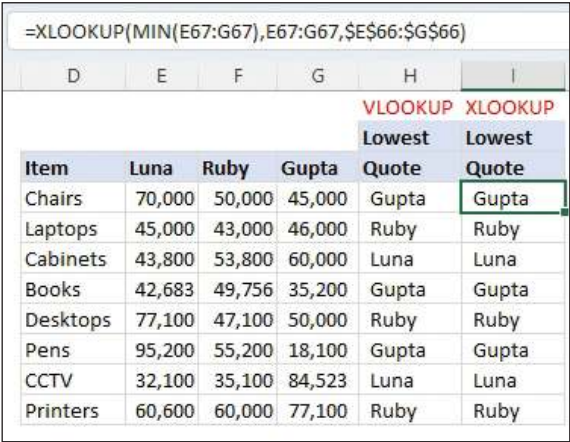 =XLOOKUP(MIN(E67:G67),E67:G67,$E$66:$G$66)
D E F G H I
VLOOKUP XLOOKUP
Lowest Lowest
Item Luna Ruby Gupta Quote Quote
Chairs 70,000 50,000 45,000 Gupta Gupta
Laptops 45,000 43,000 46,000 Ruby Ruby
Cabinets 43,800 53,800 60,000 Luna Luna
Books 42,683 49,756 35,200 Gupta Gupta
Desktops 77,100 47,100 50,000 Ruby Ruby
Pens 95,200 55,200 18,100 Gupta Gupta
CCTV 32,100 35,100 84,523 Luna Luna
Printers 60,600 60,000 77,100 Ruby Ruby